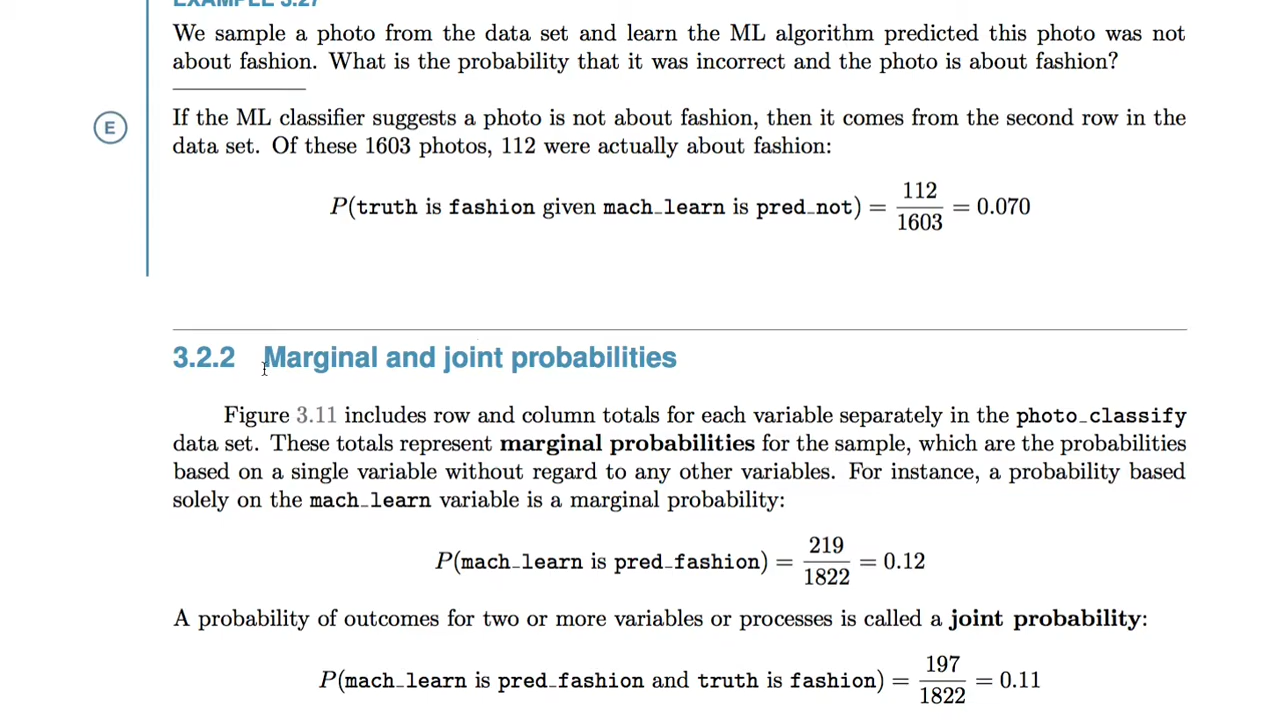 EXAMPLE 3.27
We sample a photo from the data set and learn the ML algorithm predicted this photo was not
about fashion. What is the probability that it was incorrect and the photo is about fashion?
E
If the ML classifier suggests a photo is not about fashion, then it comes from the second row in the
data set. Of these 1603 photos, 112 were actually about fashion:
P(truth is fashion given mach_learn is pred_not) = 112/1603 = 0.070
3.2.2 Marginal and joint probabilities
Figure 3.11 includes row and column totals for each variable separately in the photo_classify
data set. These totals represent marginal probabilities for the sample, which are the probabilities
based on a single variable without regard to any other variables. For instance, a probability based
solely on the mach_learn variable is a marginal probability:
P(mach_learn is pred_fashion) = 219/1822 = 0.12
A probability of outcomes for two or more variables or processes is called a joint probability:
P(mach_learn is pred_fashion and truth is fashion) = 197/1822 = 0.11